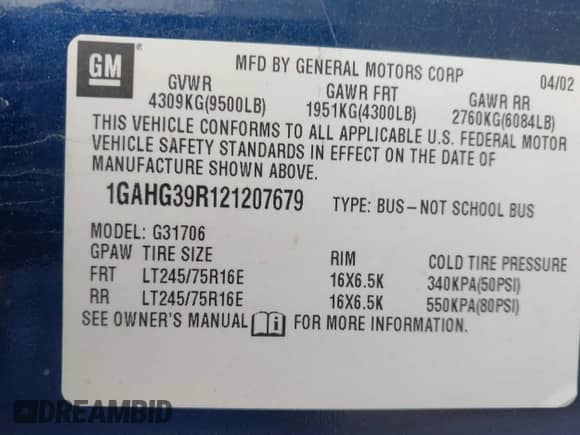 GM
MFD BY GENERAL MOTORS CORP 04/02
GVWR GAWR FRT GAWR RR
4309KG(9500LB) 1951KG(4300LB) 2760KG(6084LB)
THIS VEHICLE CONFORMS TO ALL APPLICABLE U.S. FEDERAL MOTOR
VEHICLE SAFETY STANDARDS IN EFFECT ON THE DATE OF
MANUFACTURE SHOWN ABOVE.
1GAHG39R121207679 TYPE: BUS-NOT SCHOOL BUS
MODEL: G31706
GPAW TIRE SIZE RIM COLD TIRE PRESSURE
FRT LT245/75R16E 16X6.5K 340KPA(50PSI)
RR LT245/75R16E 16X6.5K 550KPA(80PSI)
SEE OWNER'S MANUAL FOR MORE INFORMATION.
DREAMBID